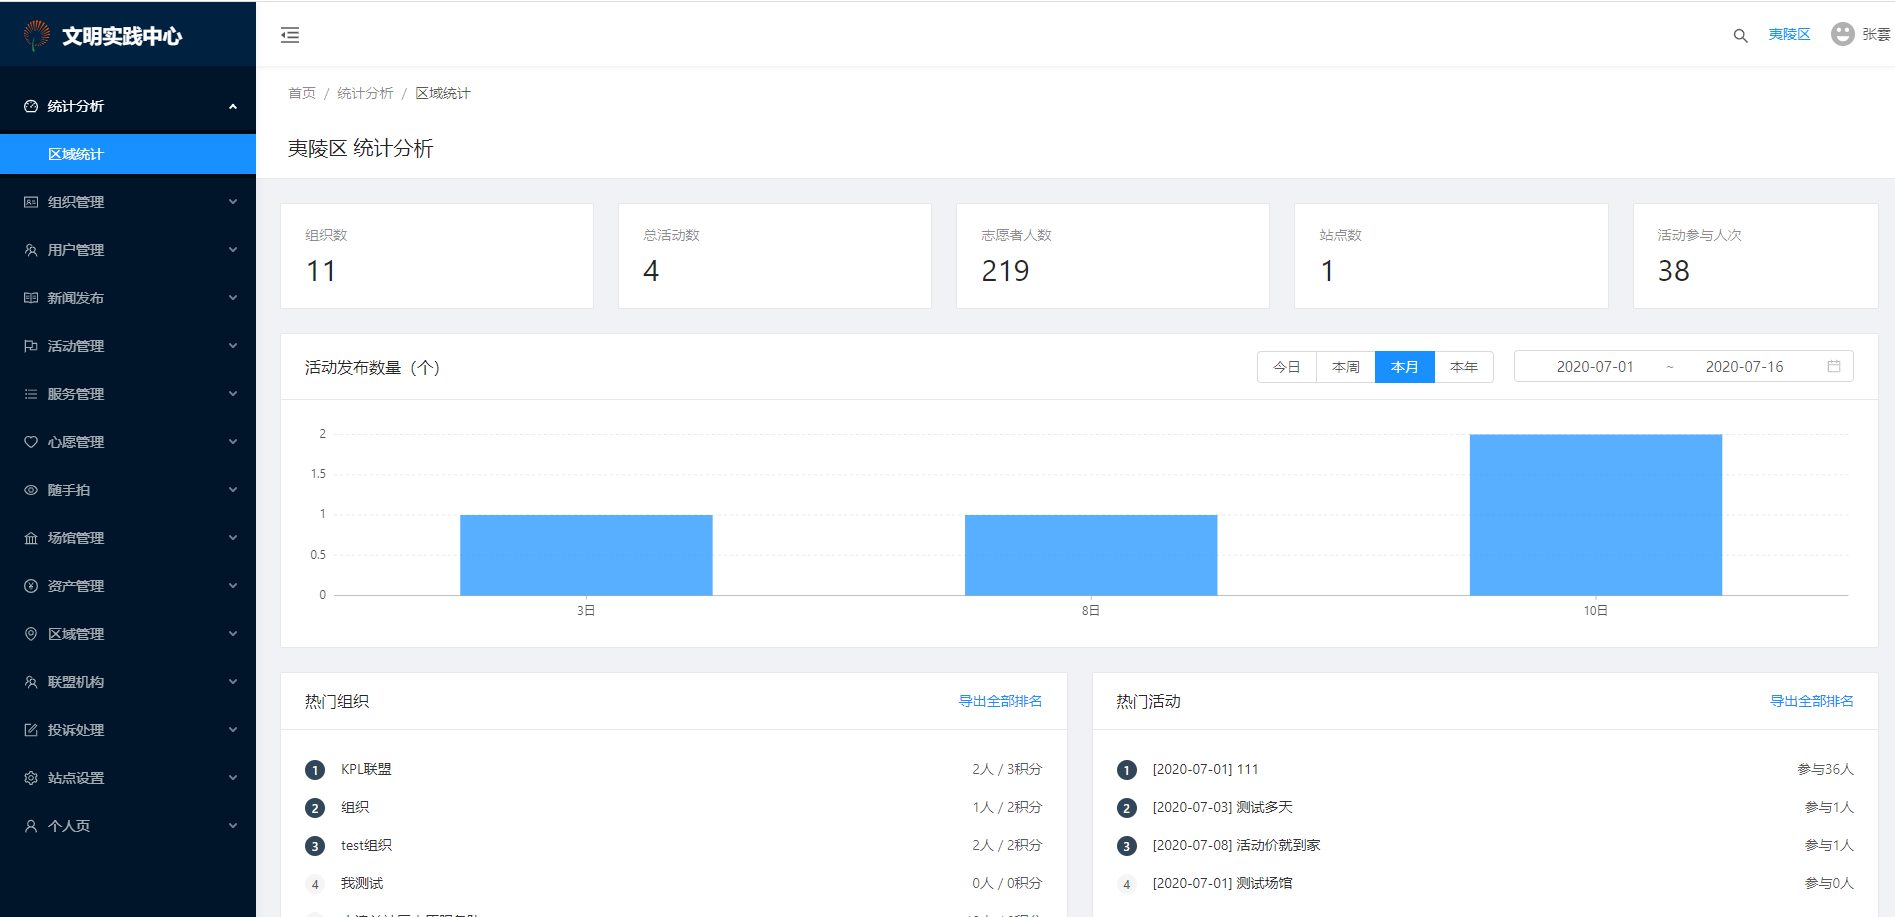 文明实践中心
夷陵区 张雲
统计分析
区域统计
组织管理
用户管理
新闻发布
活动管理
服务管理
心愿管理
随手拍
场馆管理
资产管理
区域管理
联盟机构
投诉处理
站点设置
个人页
首页 / 统计分析 / 区域统计
夷陵区 统计分析
组织数
11
总活动数
4
志愿者人数
219
站点数
1
活动参与人次
38
活动发布数量（个）
今日 本周 本月 本年 2020-07-01 ~ 2020-07-16
2
1.5
1
0.5
0
3日 8日 10日
热门组织 导出全部排名
1 KPL联盟 2人 / 3积分
2 组织 1人 / 2积分
3 test组织 2人 / 2积分
4 我测试 0人 / 0积分
热门活动 导出全部排名
1 [2020-07-01] 111 参与36人
2 [2020-07-03] 测试多天 参与1人
3 [2020-07-08] 活动价就到家 参与1人
4 [2020-07-01] 测试场馆 参与0人